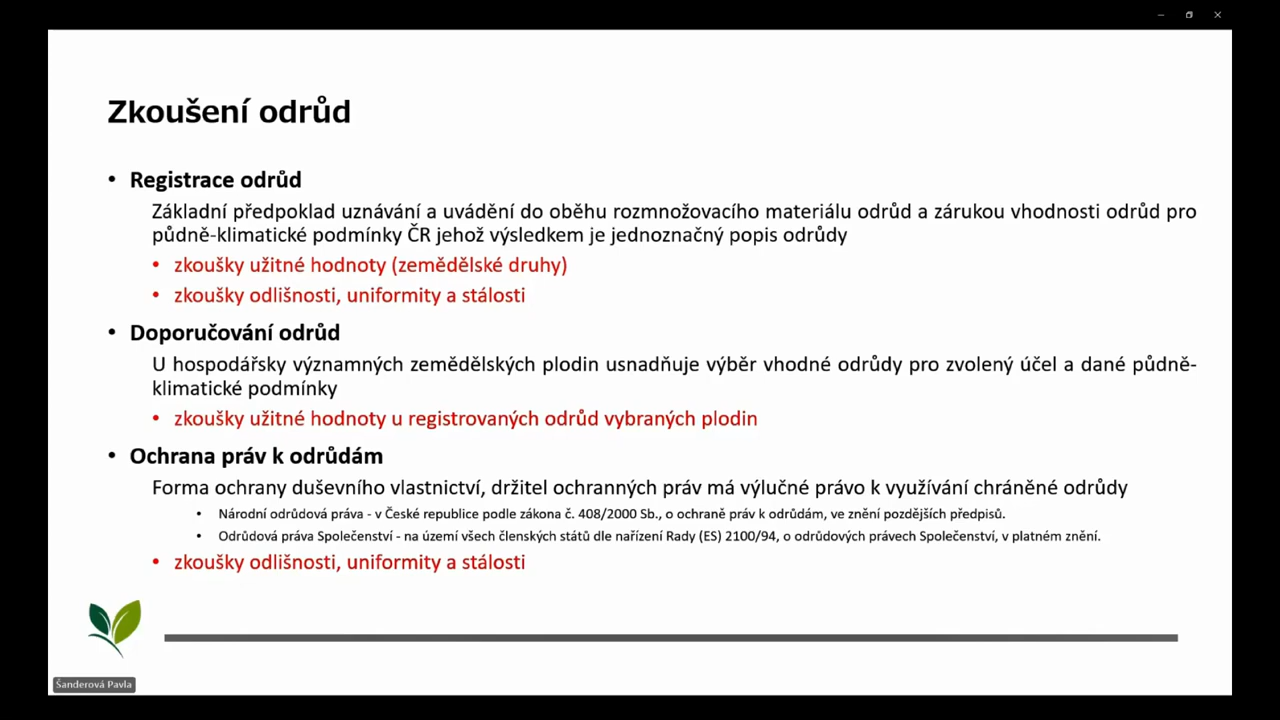 Zkoušení odrůd
• Registrace odrůd
Základní předpoklad uznávání a uvádění do oběhu rozmnožovacího materiálu odrůd a zárukou vhodnosti odrůd pro
půdně-klimatické podmínky ČR jehož výsledkem je jednoznačný popis odrůdy
• zkoušky užitné hodnoty (zemědělské druhy)
• zkoušky odlišnosti, uniformity a stálosti
• Doporučování odrůd
U hospodářsky významných zemědělských plodin usnadňuje výběr vhodné odrůdy pro zvolený účel a dané půdně-
klimatické podmínky
• zkoušky užitné hodnoty u registrovaných odrůd vybraných plodin
• Ochrana práv k odrůdám
Forma ochrany duševního vlastnictví, držitel ochranných práv má výlučné právo k využívání chráněné odrůdy
• Národní odrůdová práva - v České republice podle zákona č. 408/2000 Sb., o ochraně práv k odrůdám, ve znění pozdějších předpisů.
• Odrůdová práva Společenství - na území všech členských států dle nařízení Rady (ES) 2100/94, o odrůdových právech Společenství, v platném znění.
• zkoušky odlišnosti, uniformity a stálosti
Šanderová Pavla